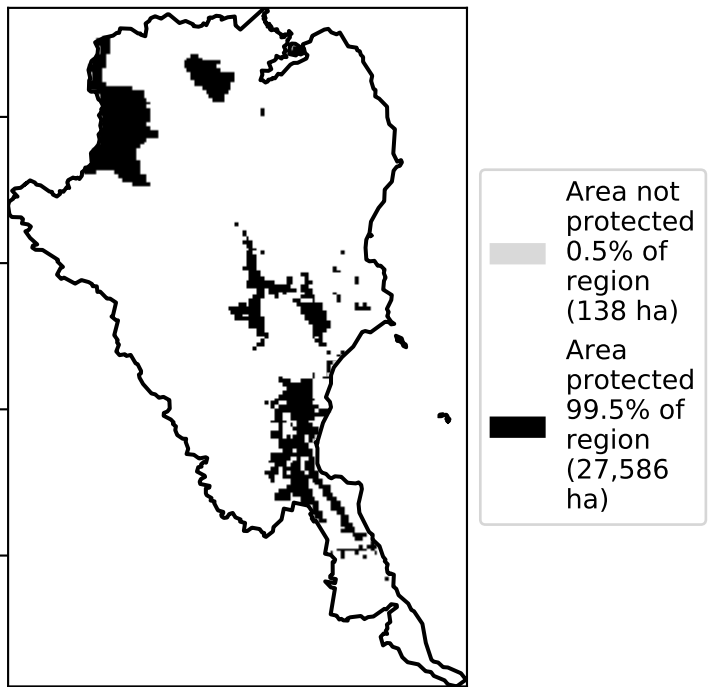 Area not
protected
0.5% of
region
(138 ha)
Area
protected
99.5% of
region
(27,586
ha)